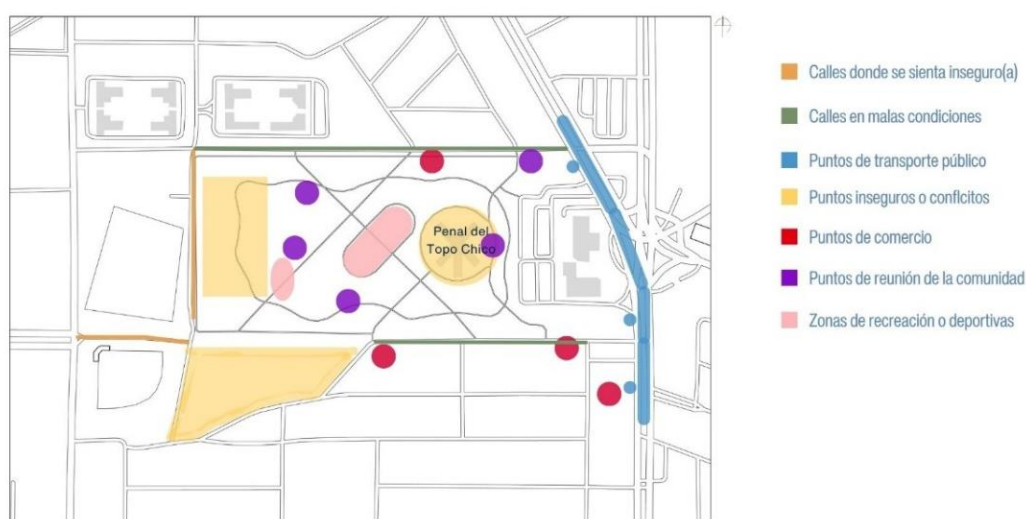 Penal del
Topo Chico
Calles donde se sienta inseguro(a)
Calles en malas condiciones
Puntos de transporte público
Puntos inseguros o conflcitos
Puntos de comercio
Puntos de reunión de la comunidad
Zonas de recreación o deportivas